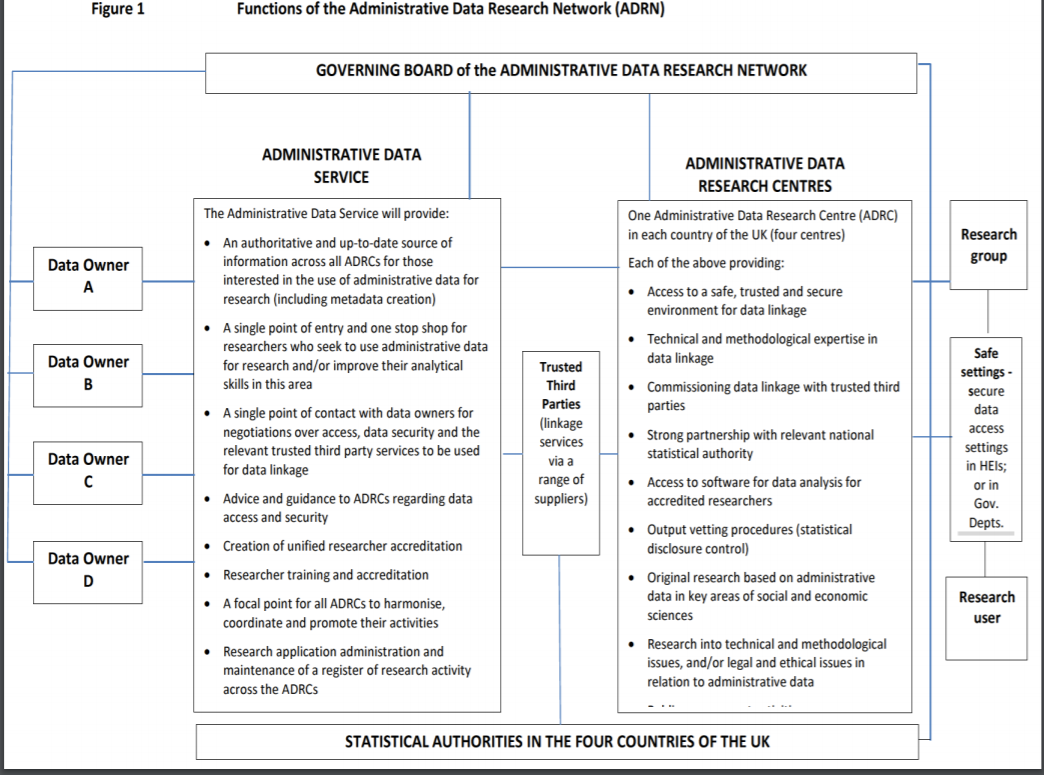 Figure 1 Functions of the Administrative Data Research Network (ADRN)
GOVERNING BOARD of the ADMINISTRATIVE DATA RESEARCH NETWORK
Data Owner
A
Data Owner
B
Data Owner
C
Data Owner
D
ADMINISTRATIVE DATA
SERVICE
The Administrative Data Service will provide:
• An authoritative and up-to-date source of
information across all ADRCs for those
interested in the use of administrative data for
research (including metadata creation)
• A single point of entry and one stop shop for
researchers who seek to use administrative data
for research and/or improve their analytical
skills in this area
• A single point of contact with data owners for
negotiations over access, data security and the
relevant trusted third party services to be used
for data linkage
• Advice and guidance to ADRCs regarding data
access and security
• Creation of unified researcher accreditation
• Researcher training and accreditation
• A focal point for all ADRCs to harmonise,
coordinate and promote their activities
• Research application administration and
maintenance of a register of research activity
across the ADRCs
Trusted
Third
Parties
(linkage
services
via a
range of
suppliers)
ADMINISTRATIVE DATA
RESEARCH CENTRES
One Administrative Data Research Centre (ADRC)
in each country of the UK (four centres)
Each of the above providing:
• Access to a safe, trusted and secure
environment for data linkage
• Technical and methodological expertise in
data linkage
• Commissioning data linkage with trusted third
parties
• Strong partnership with relevant national
statistical authority
• Access to software for data analysis for
accredited researchers
• Output vetting procedures (statistical
disclosure control)
• Original research based on administrative
data in key areas of social and economic
sciences
• Research into technical and methodological
issues, and/or legal and ethical issues in
relation to administrative data
Research
group
Safe
settings -
secure
data
access
settings
in HEIs;
or in
Gov.
Depts.
Research
user
STATISTICAL AUTHORITIES IN THE FOUR COUNTRIES OF THE UK